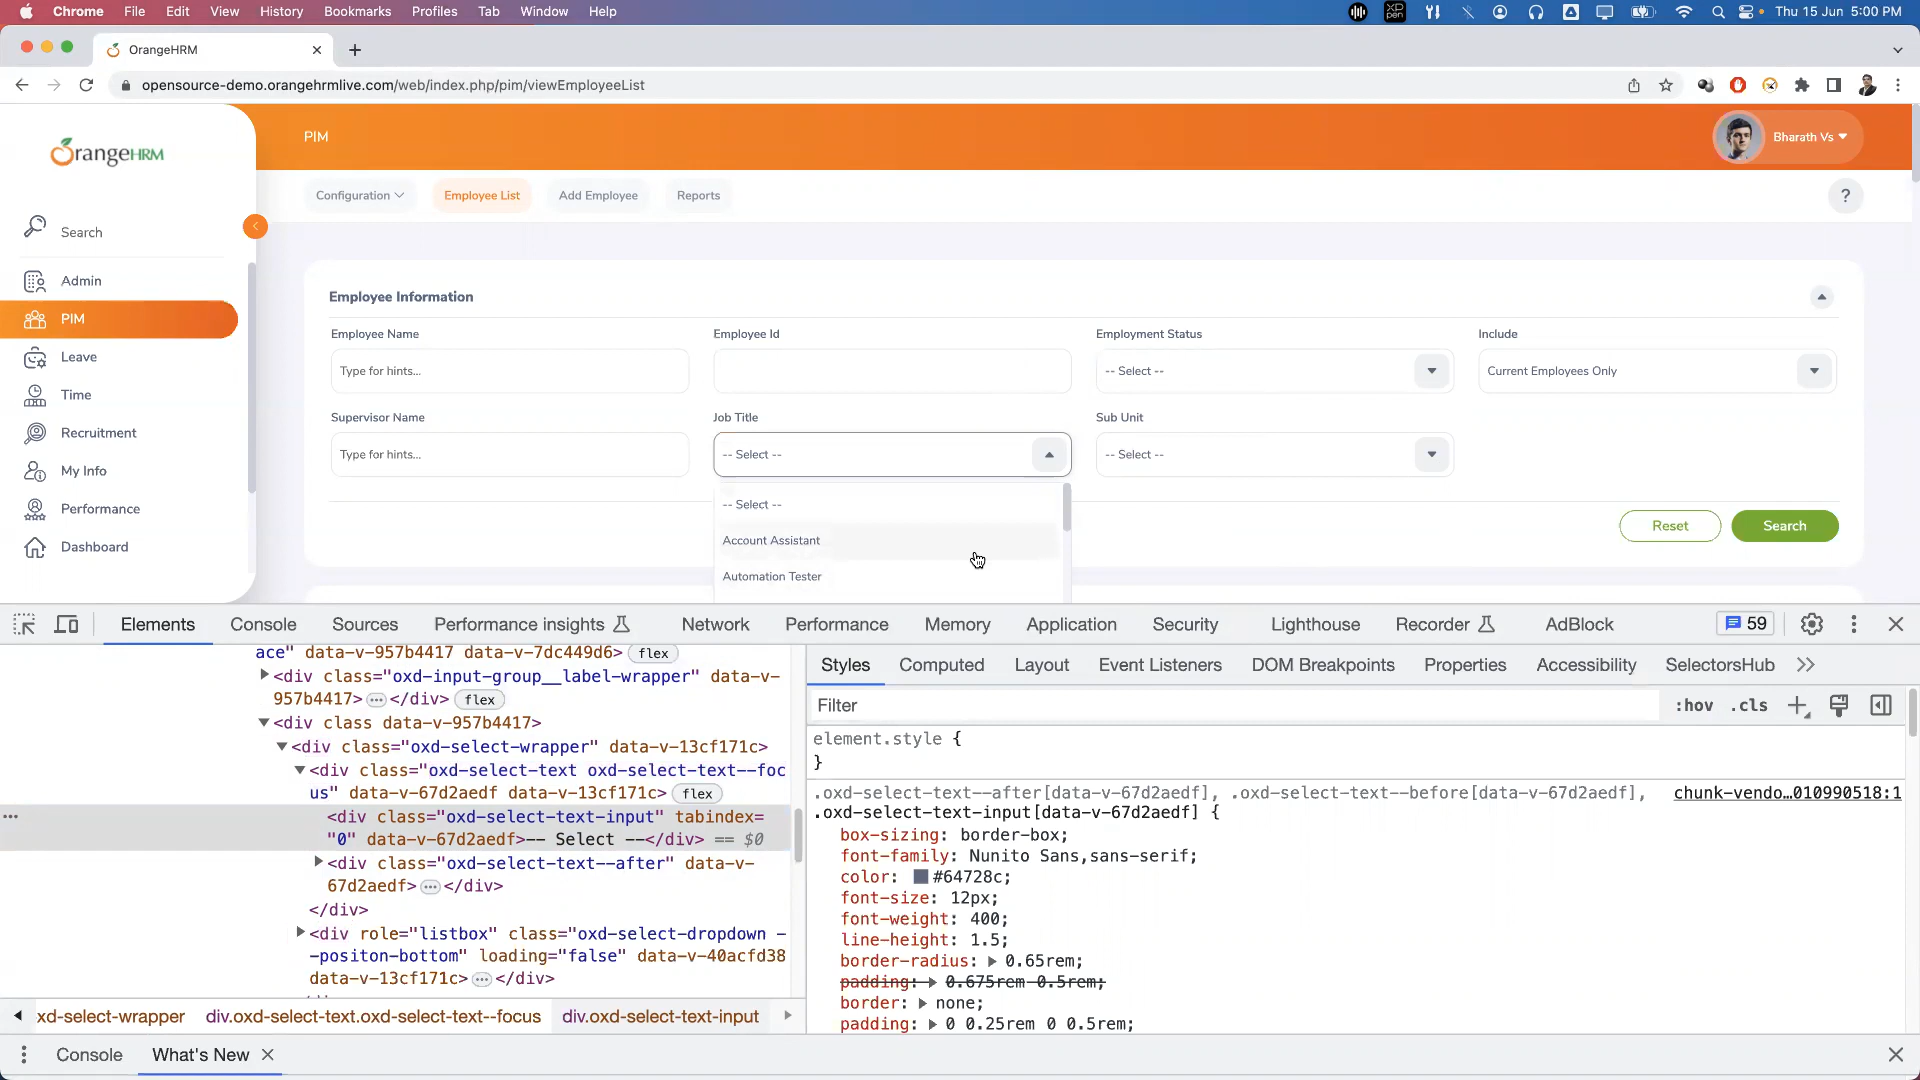 Chrome File Edit View History Bookmarks Profiles Tab Window Help
xp pen
Thu 15 Jun 5:00 PM
OrangeHRM
opensource-demo.orangehrmlive.com/web/index.php/pim/viewEmployeeList
OrangeHRM
PIM
Bharath Vs
Configuration
Employee List
Add Employee
Reports
?
Search
Admin
PIM
Leave
Time
Recruitment
My Info
Performance
Dashboard
Employee Information
Employee Name
Employee Id
Employment Status
Include
Type for hints...
-- Select --
Current Employees Only
Supervisor Name
Job Title
Sub Unit
Type for hints...
-- Select --
-- Select --
-- Select --
Account Assistant
Automation Tester
Reset
Search
Elements Console Sources Performance insights Network Performance Memory Application Security Lighthouse Recorder AdBlock 59
ace" data-v-957b4417 data-v-7dc449d6> flex
<div class="oxd-input-group__label-wrapper" data-v-
957b4417> … </div> flex
<div class data-v-957b4417>
<div class="oxd-select-wrapper" data-v-13cf171c>
<div class="oxd-select-text oxd-select-text--foc
us" data-v-67d2aedf data-v-13cf171c> flex
<div class="oxd-select-text-input" tabindex=
"0" data-v-67d2aedf>-- Select --</div> == $0
<div class="oxd-select-text--after" data-v-
67d2aedf> … </div>
</div>
<div role="listbox" class="oxd-select-dropdown -
-positon-bottom" loading="false" data-v-40acfd38
data-v-13cf171c> … </div>
xd-select-wrapper div.oxd-select-text.oxd-select-text--focus div.oxd-select-text-input
Styles Computed Layout Event Listeners DOM Breakpoints Properties Accessibility SelectorsHub
Filter
:hov .cls
element.style {
}
.oxd-select-text--after[data-v-67d2aedf], .oxd-select-text--before[data-v-67d2aedf], chunk-vendo…010990518:1
.oxd-select-text-input[data-v-67d2aedf] {
box-sizing: border-box;
font-family: Nunito Sans,sans-serif;
color: #64728c;
font-size: 12px;
font-weight: 400;
line-height: 1.5;
border-radius: 0.65rem;
padding: 0.675rem 0.5rem;
border: none;
padding: 0 0.25rem 0 0.5rem;
Console What's New